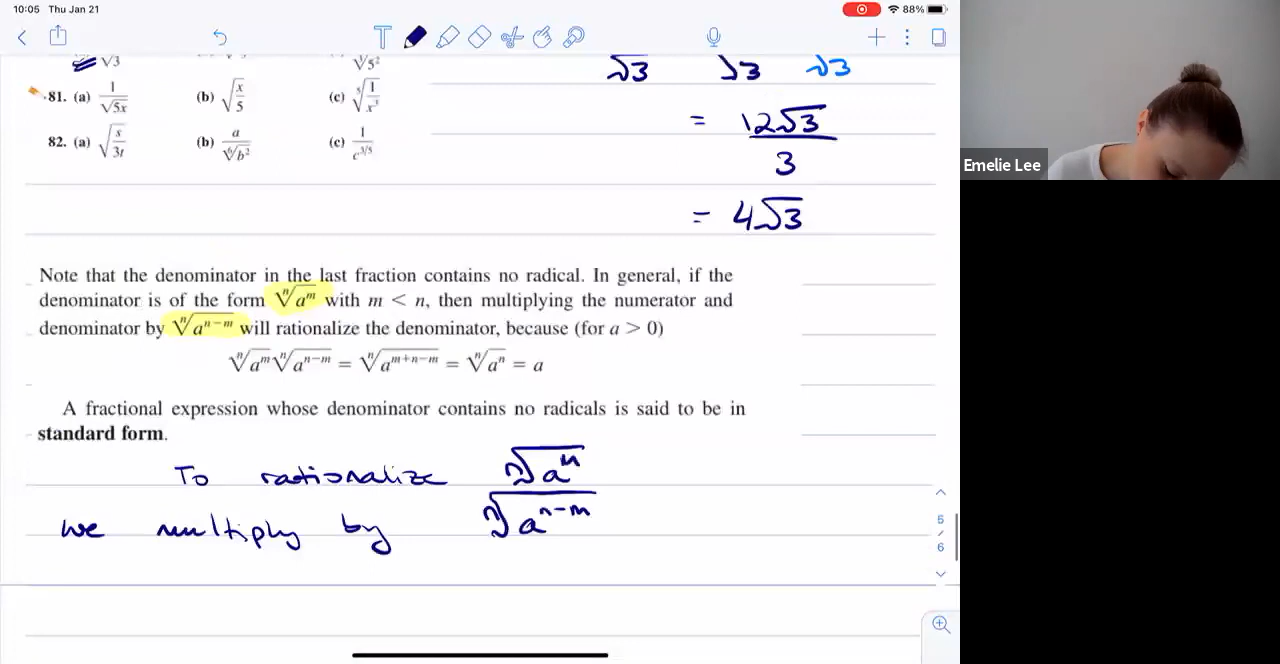 10:05 Thu Jan 21
88%
√3
∜5²
√3 √3 √3
81. (a) 1/√5x (b) √x/5 (c) ⁵√1/x³
= 12√3/3
82. (a) √s/3t (b) a/⁶√b² (c) 1/c^3/5
= 4√3
Emelie Lee
Note that the denominator in the last fraction contains no radical. In general, if the
denominator is of the form ⁿ√aᵐ with m < n, then multiplying the numerator and
denominator by ⁿ√aⁿ⁻ᵐ will rationalize the denominator, because (for a > 0)
ⁿ√aᵐ ⁿ√aⁿ⁻ᵐ = ⁿ√aᵐ⁺ⁿ⁻ᵐ = ⁿ√aⁿ = a
A fractional expression whose denominator contains no radicals is said to be in
standard form.
To rationalize ⁿ√aᵐ
we multiply by ⁿ√aⁿ⁻ᵐ
5
/
6